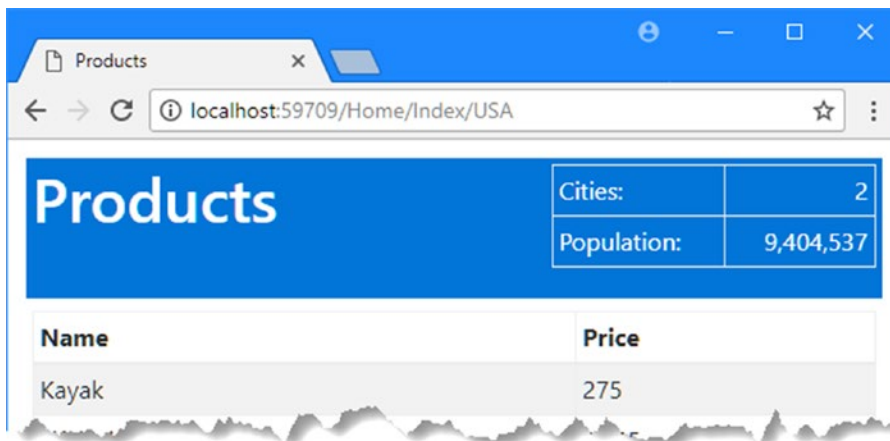 Products
localhost:59709/Home/Index/USA
Products
Cities: 2
Population: 9,404,537
Name Price
Kayak 275